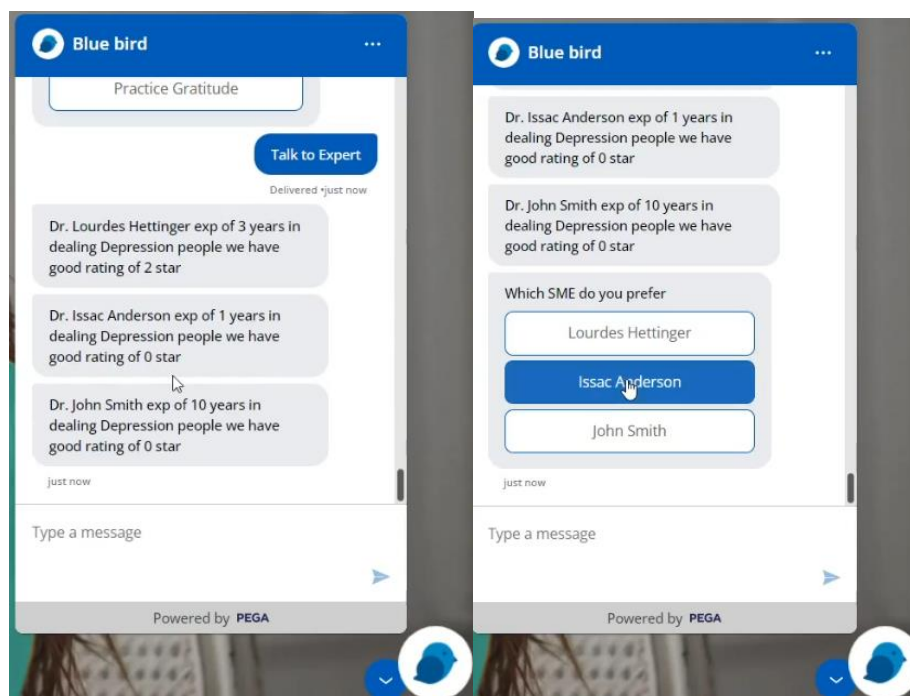 Blue bird
Practice Gratitude
Talk to Expert
Delivered •just now
Dr. Lourdes Hettinger exp of 3 years in
dealing Depression people we have
good rating of 2 star
Dr. Issac Anderson exp of 1 years in
dealing Depression people we have
good rating of 0 star
Dr. John Smith exp of 10 years in
dealing Depression people we have
good rating of 0 star
just now
Type a message
Powered by PEGA
Blue bird
Dr. Issac Anderson exp of 1 years in
dealing Depression people we have
good rating of 0 star
Dr. John Smith exp of 10 years in
dealing Depression people we have
good rating of 0 star
Which SME do you prefer
Lourdes Hettinger
Issac Anderson
John Smith
just now
Type a message
Powered by PEGA